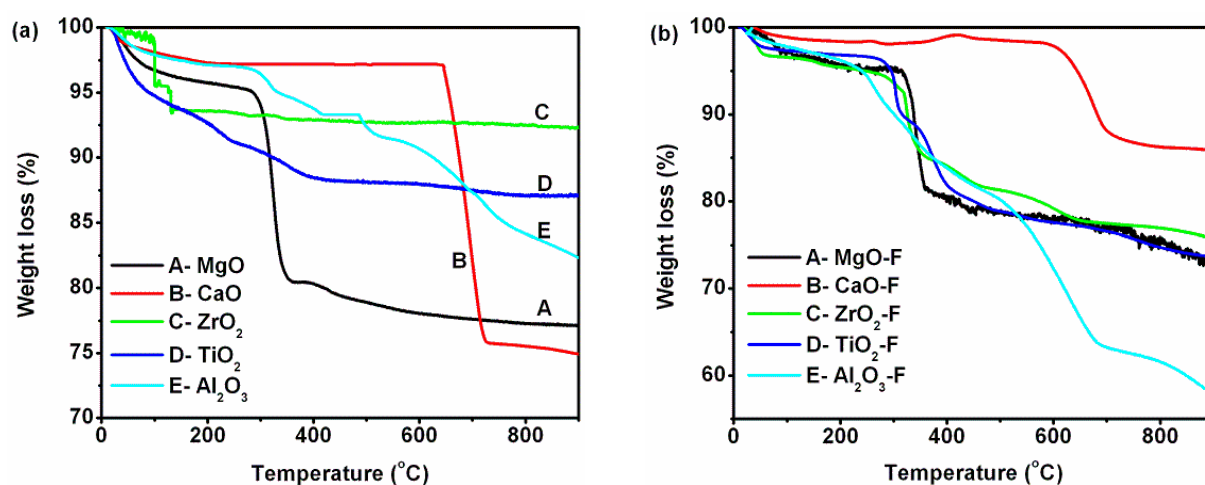 (a)
Weight loss (%)
100
95
90
85
80
75
70
C
D
E
B
A
A- MgO
B- CaO
C- ZrO₂
D- TiO₂
E- Al₂O₃
0 200 400 600 800
Temperature (°C)
(b)
Weight loss (%)
100
90
80
70
60
A- MgO-F
B- CaO-F
C- ZrO₂-F
D- TiO₂-F
E- Al₂O₃-F
0 200 400 600 800
Temperature (°C)